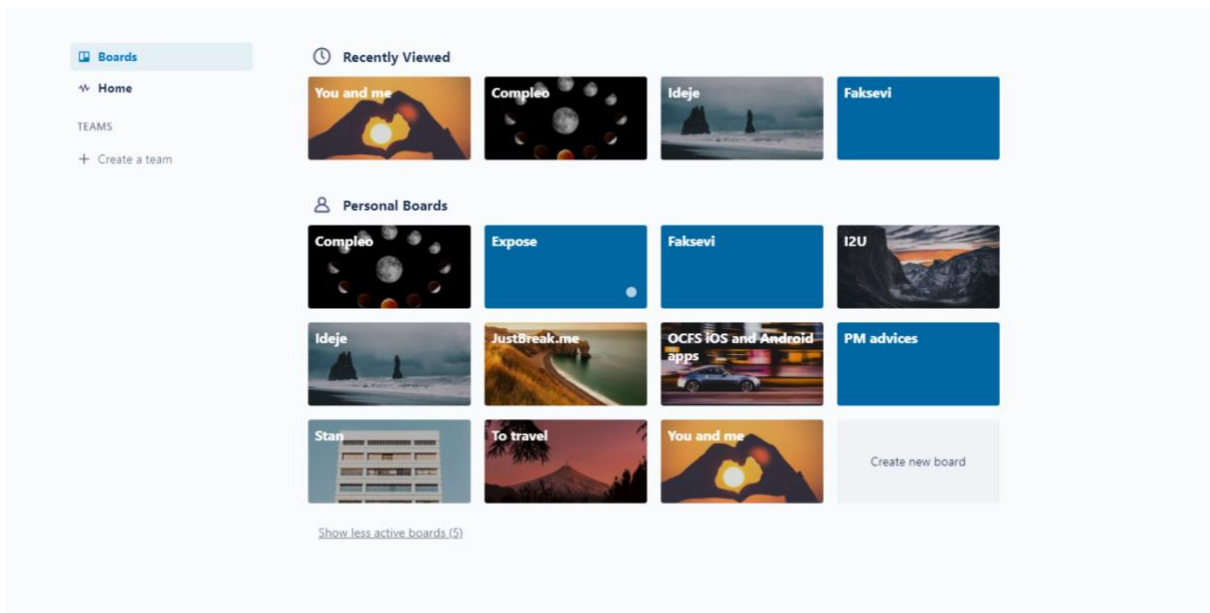 Boards
Home
TEAMS
+ Create a team
Recently Viewed
You and me
Compleo
Ideje
Faksevi
Personal Boards
Compleo
Expose
Faksevi
I2U
Ideje
JustBreak.me
OCFS iOS and Android
apps
PM advices
Stan
To travel
You and me
Create new board
Show less active boards (5)